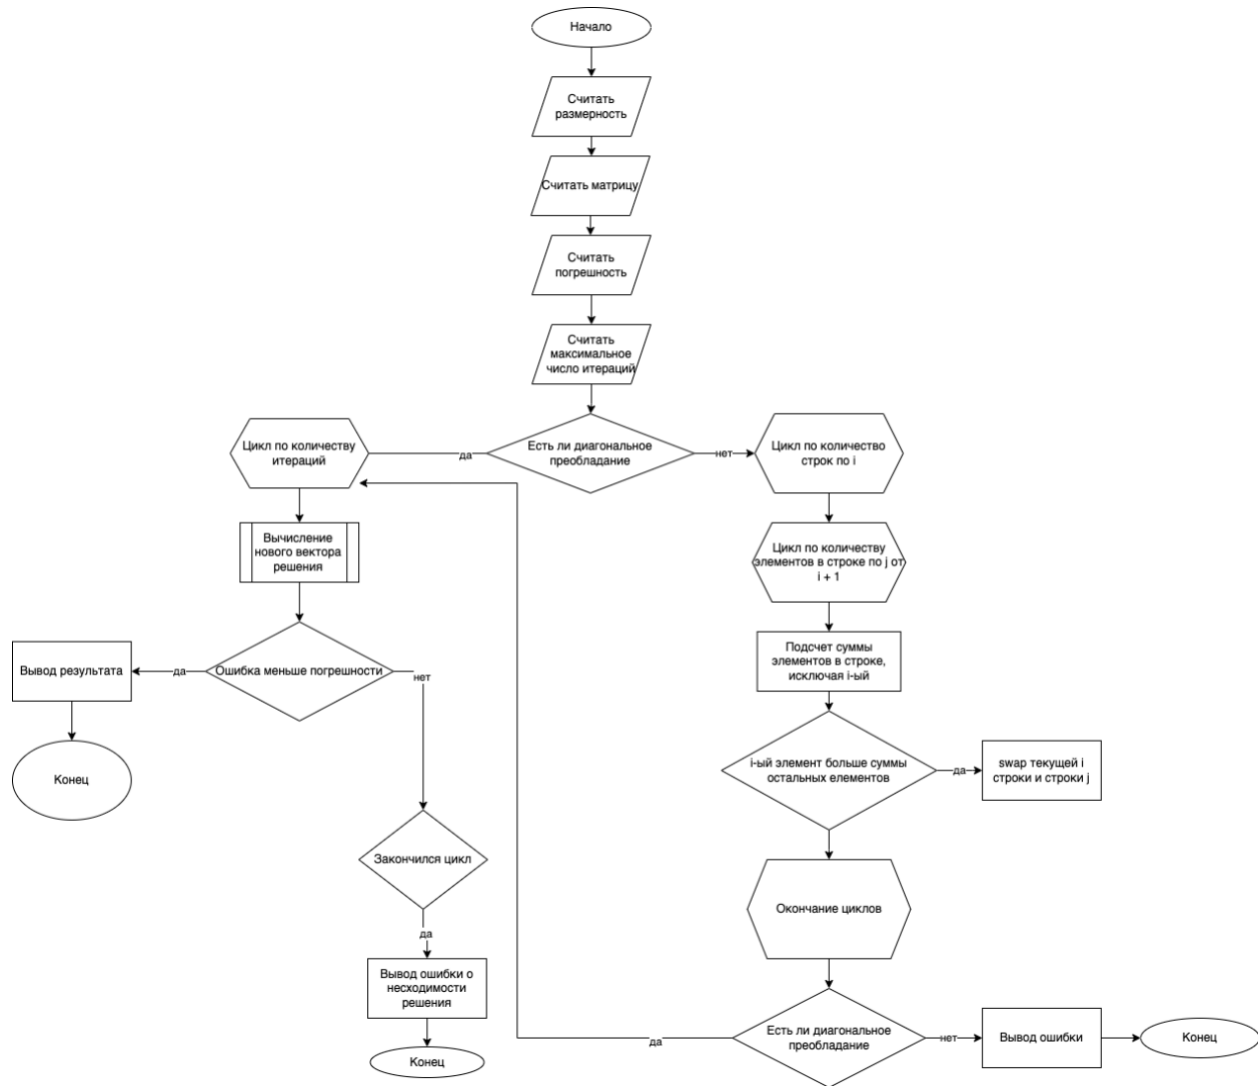 Начало
Считать
размерность
Считать матрицу
Считать
погрешность
Считать
максимальное
число итераций
Цикл по количеству
итераций
да
Есть ли диагональное
преобладание
нет
Цикл по количество
строк по i
Вычисление
нового вектора
решения
Цикл по количеству
элементов в строке по j от
i + 1
Вывод результата
да
Ошибка меньше погрешности
нет
Подсчет суммы
элементов в строке,
исключая i-ый
Конец
i-ый элемент больше суммы
остальных елементов
да
swap текущей i
строки и строки j
Закончился цикл
да
Окончание циклов
Вывод ошибки о
несходимости
решения
Конец
да
Есть ли диагональное
преобладание
нет
Вывод ошибки
Конец